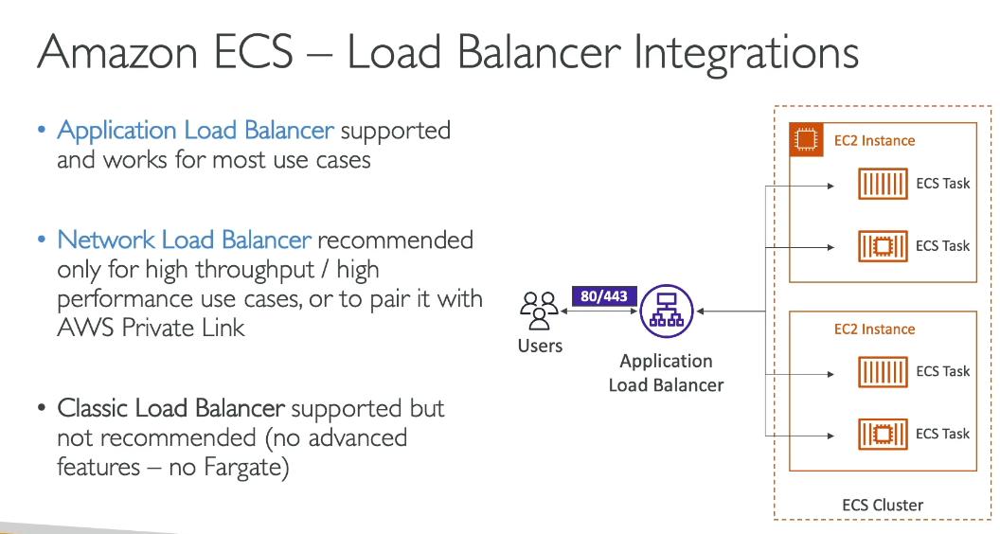 Amazon ECS – Load Balancer Integrations
• Application Load Balancer supported
and works for most use cases
• Network Load Balancer recommended
only for high throughput / high
performance use cases, or to pair it with
AWS Private Link
• Classic Load Balancer supported but
not recommended (no advanced
features – no Fargate)
Users
80/443
Application
Load Balancer
EC2 Instance
ECS Task
ECS Task
EC2 Instance
ECS Task
ECS Task
ECS Cluster